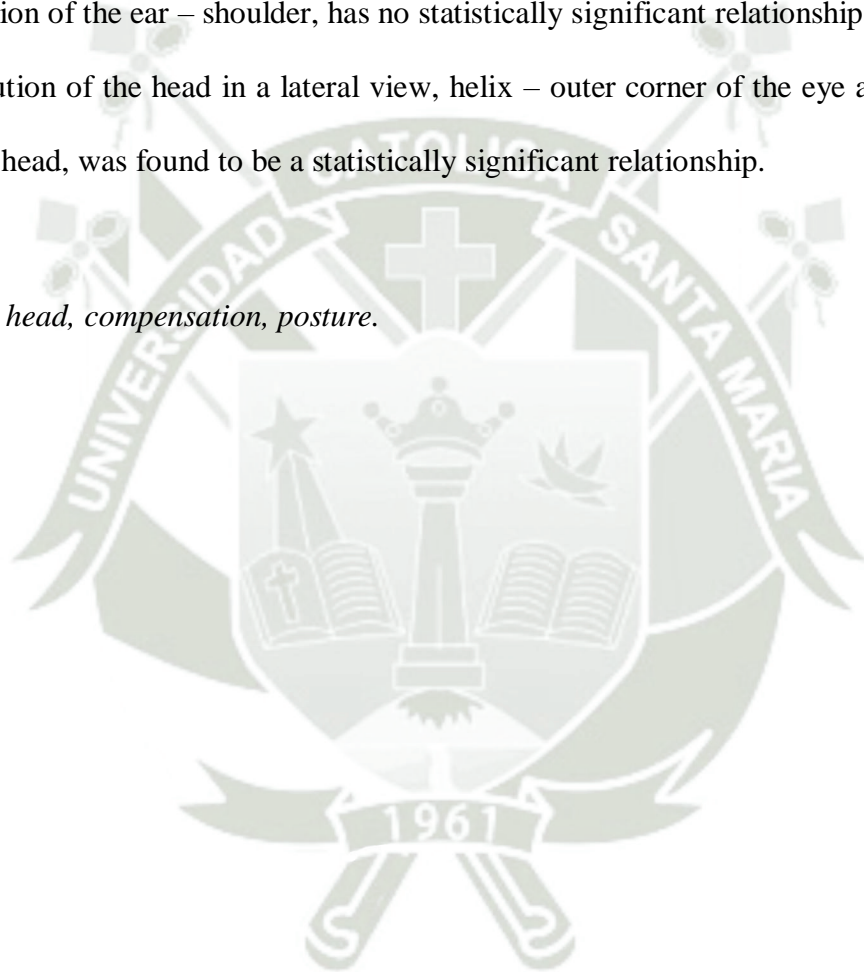 ion of the ear – shoulder, has no statistically significant relationship
ution of the head in a lateral view, helix – outer corner of the eye a
head, was found to be a statistically significant relationship.
head, compensation, posture.
UNIVERSIDAD CATOLICA SANTA MARIA
1961